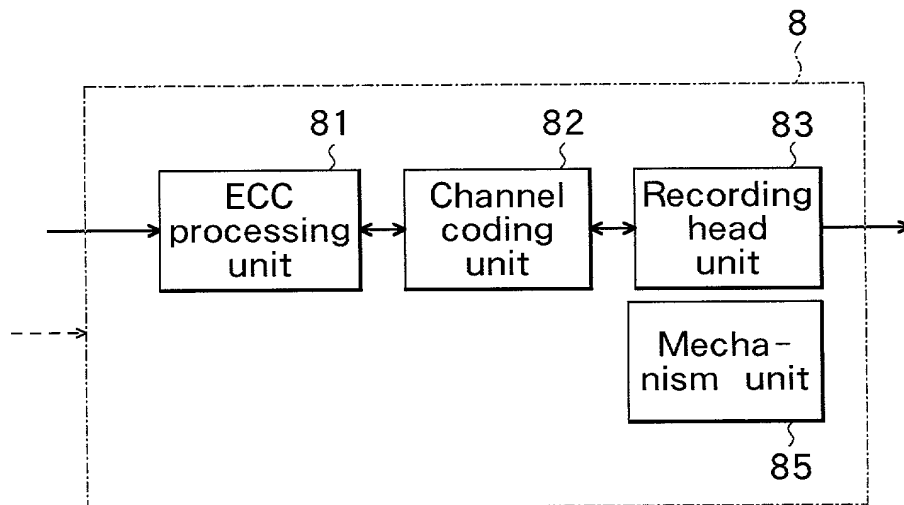 8
81
82
83
ECC
processing
unit
Channel
coding
unit
Recording
head
unit
Mecha-
nism unit
85